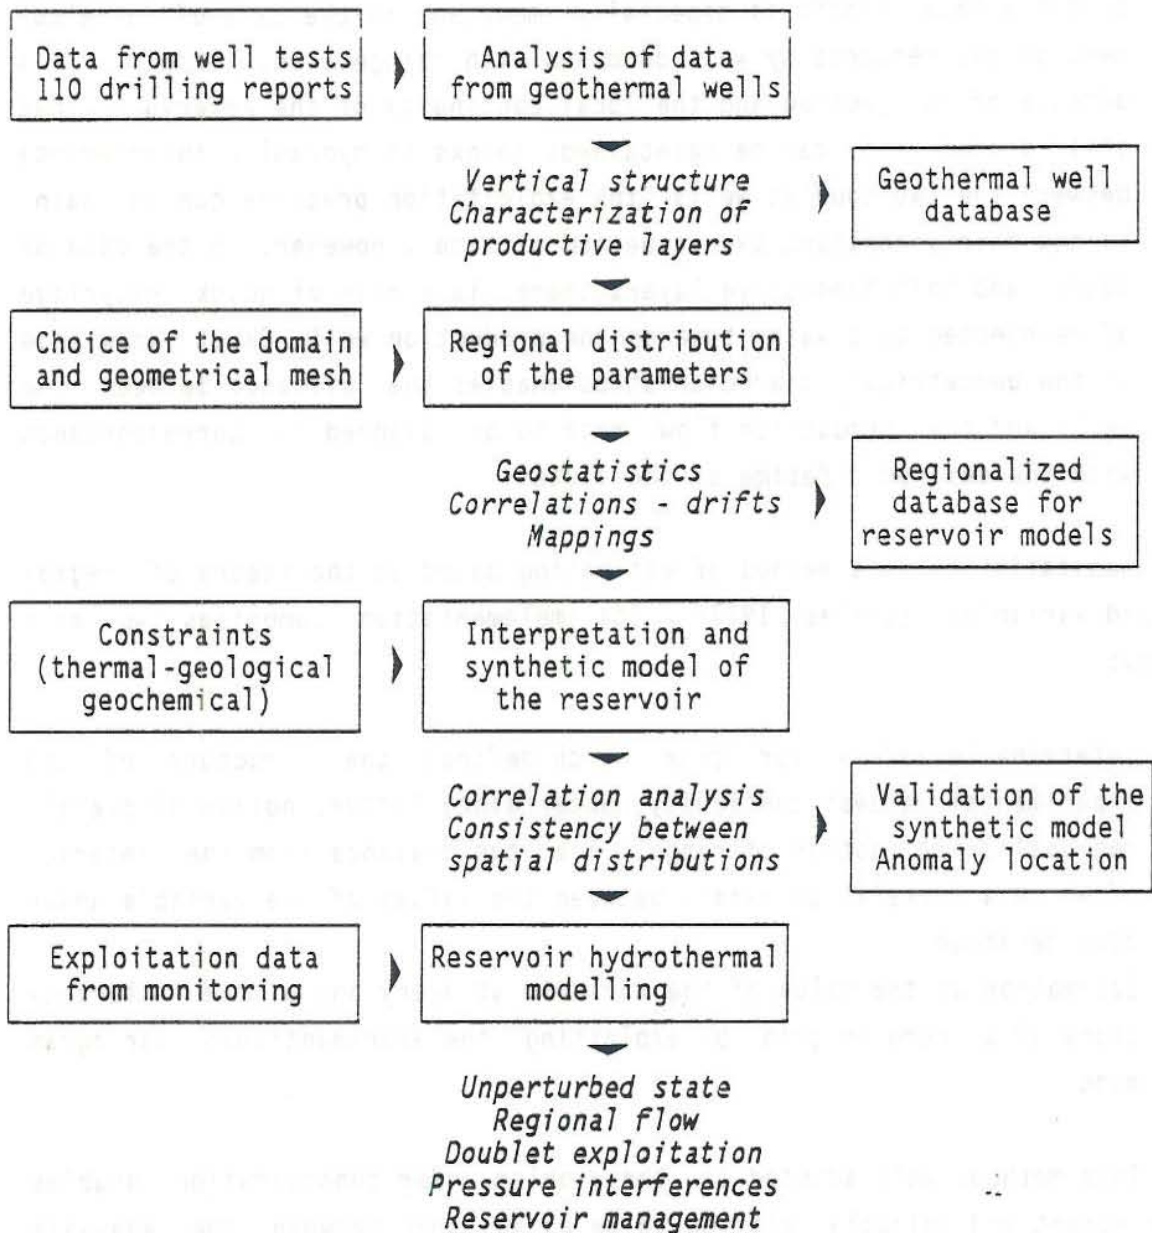 Data from well tests
110 drilling reports
Analysis of data
from geothermal wells
Vertical structure
Characterization of
productive layers
Geothermal well
database
Choice of the domain
and geometrical mesh
Regional distribution
of the parameters
Geostatistics
Correlations - drifts
Mappings
Regionalized
database for
reservoir models
Constraints
(thermal-geological
geochemical)
Interpretation and
synthetic model of
the reservoir
Correlation analysis
Consistency between
spatial distributions
Validation of the
synthetic model
Anomaly location
Exploitation data
from monitoring
Reservoir hydrothermal
modelling
Unperturbed state
Regional flow
Doublet exploitation
Pressure interferences
Reservoir management